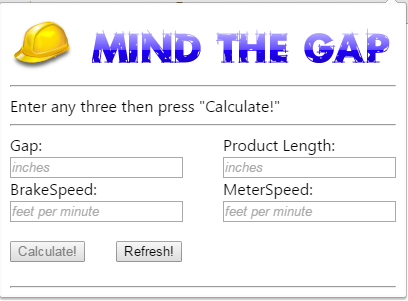 MIND THE GAP
Enter any three then press "Calculate!"
Gap: Product Length:
inches inches
BrakeSpeed: MeterSpeed:
feet per minute feet per minute
Calculate! Refresh!